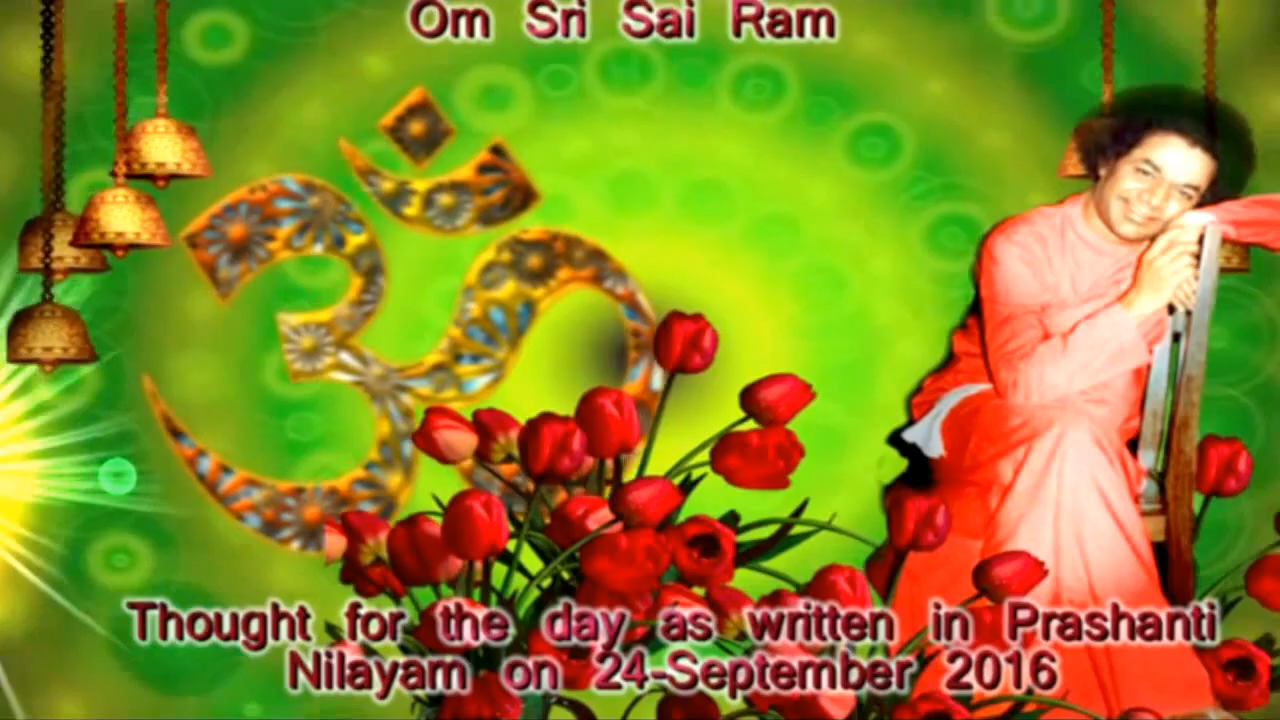 Om Sri Sai Ram
Thought for the day as written in Prashanti
Nilayam on 24-September 2016